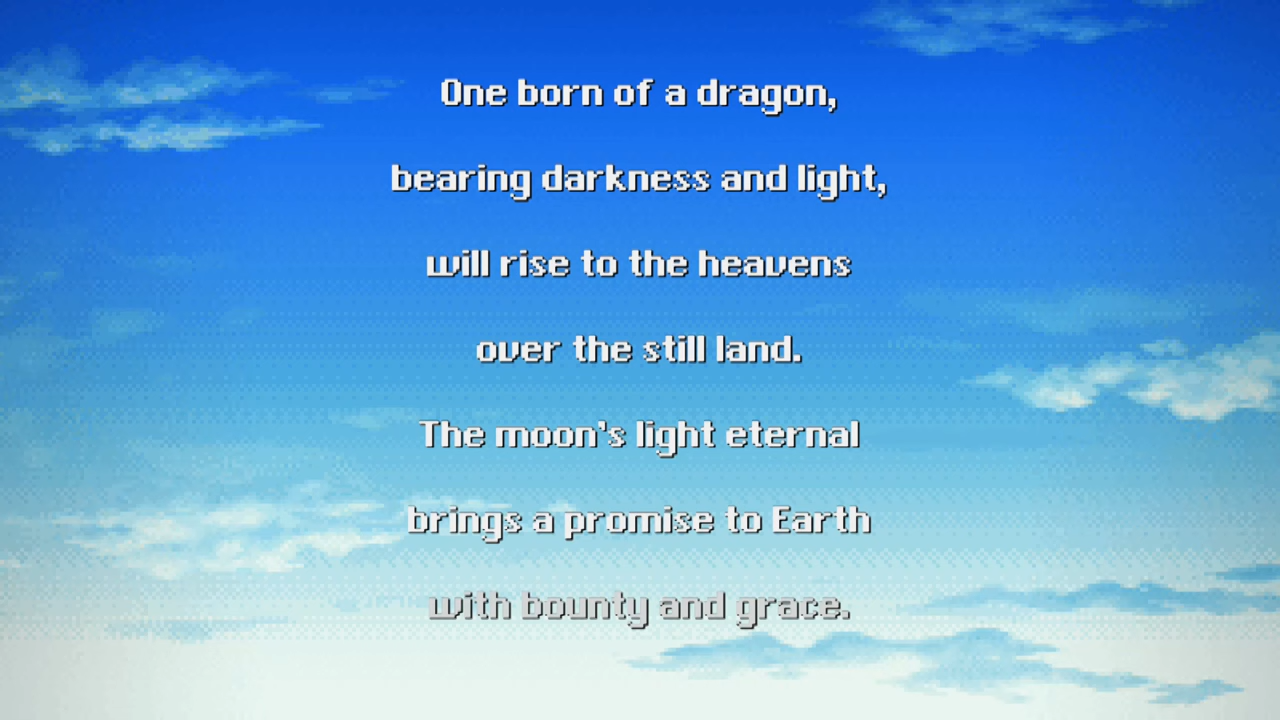 One born of a dragon,
bearing darkness and light,
will rise to the heavens
over the still land.
The moon's light eternal
brings a promise to Earth
with bounty and grace.